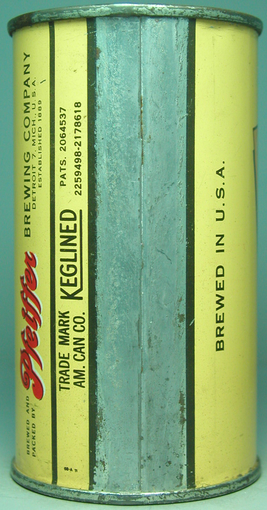 BREWED AND
PACKED BY
Pfeiffer
BREWING COMPANY
DETROIT 7, MICH., U.S.A.
ESTABLISHED 1889
TRADE MARK
AM. CAN CO.
KEGLINED
PATS. 2064537
2259498-2178618
BREWED IN U.S.A.